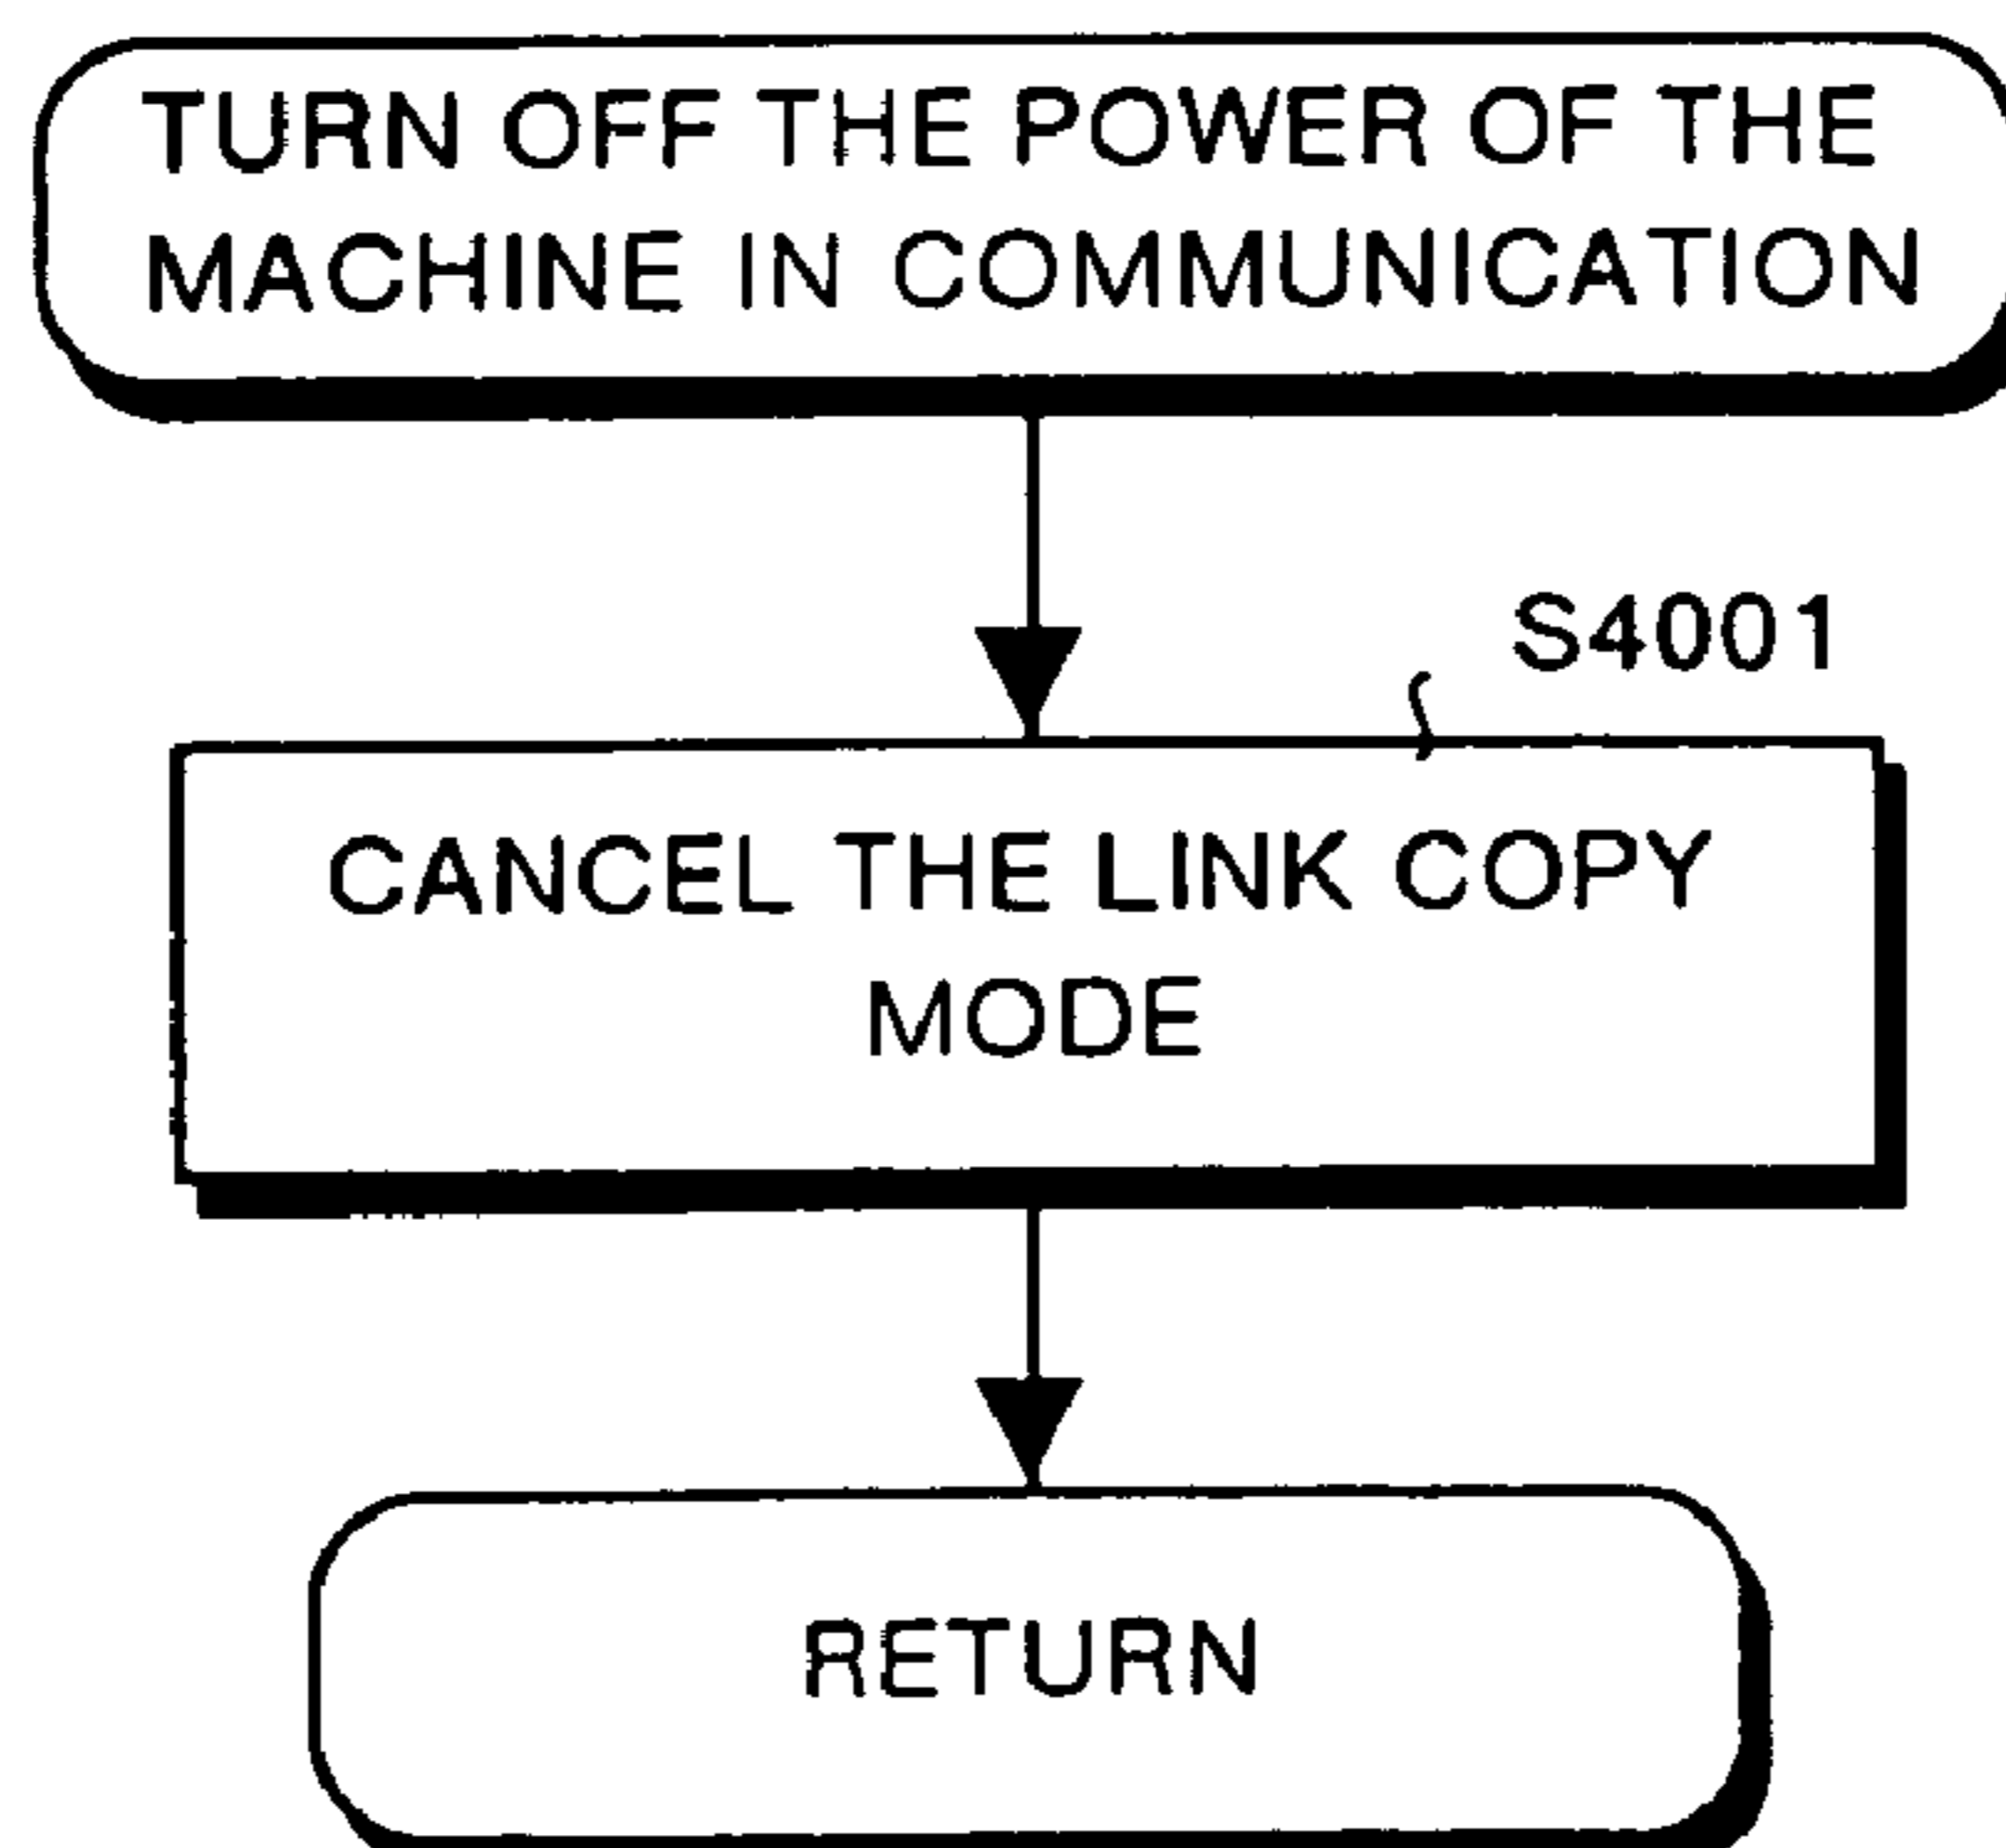 TURN OFF THE POWER OF THE
MACHINE IN COMMUNICATION
S4001
CANCEL THE LINK COPY
MODE
RETURN